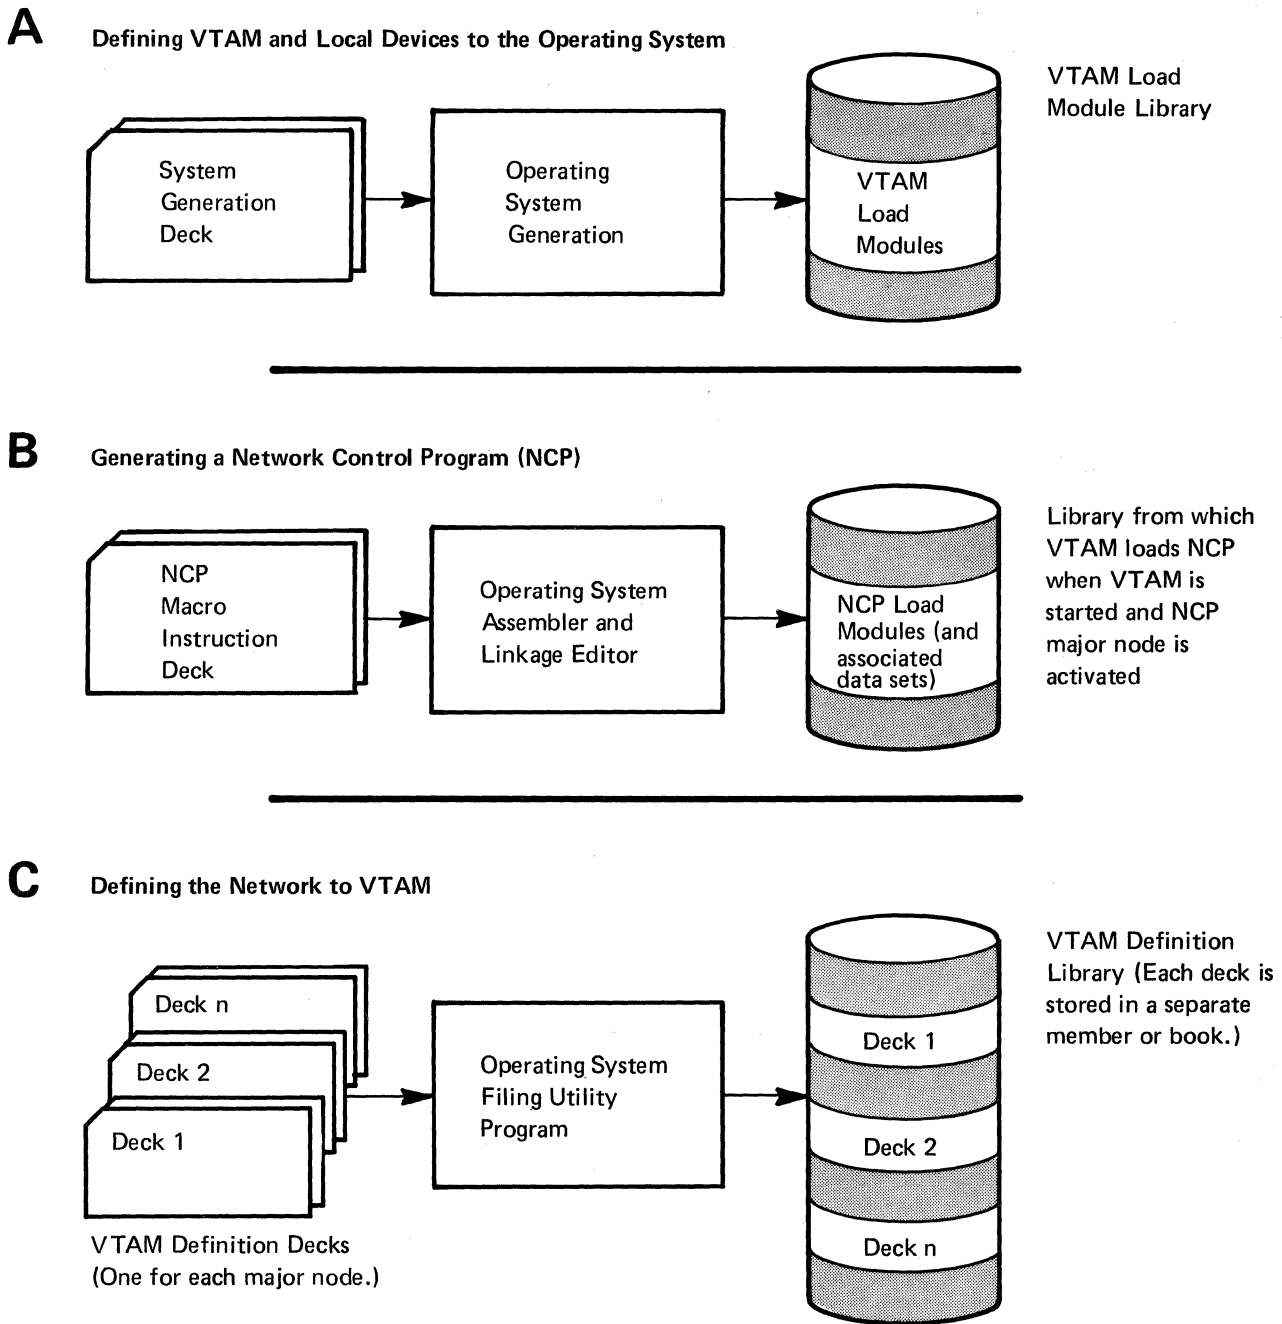 A
Defining VTAM and Local Devices to the Operating System
System
Generation
Deck
Operating
System
Generation
VTAM
Load
Modules
VTAM Load
Module Library
B
Generating a Network Control Program (NCP)
NCP
Macro
Instruction
Deck
Operating System
Assembler and
Linkage Editor
NCP Load
Modules (and
associated
data sets)
Library from which
VTAM loads NCP
when VTAM is
started and NCP
major node is
activated
C
Defining the Network to VTAM
Deck n
Deck 2
Deck 1
VTAM Definition Decks
(One for each major node.)
Operating System
Filing Utility
Program
Deck 1
Deck 2
Deck n
VTAM Definition
Library (Each deck is
stored in a separate
member or book.)